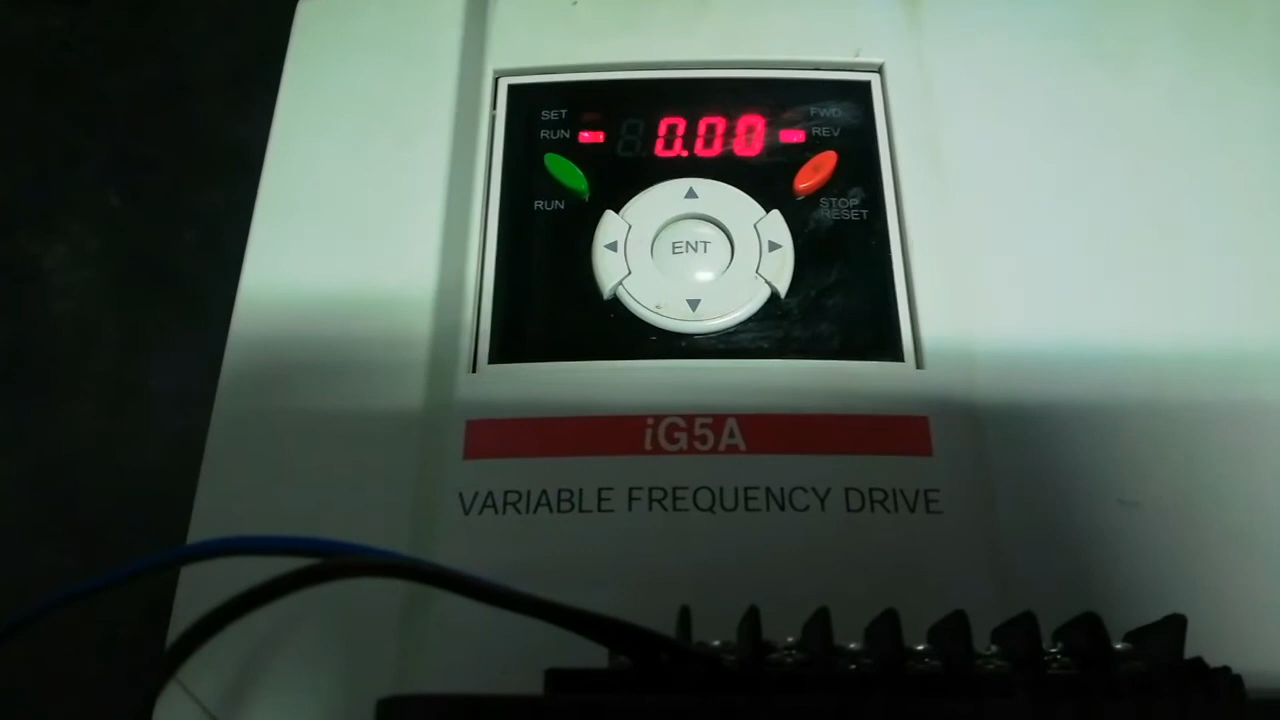 SET
FWD
RUN
0.00
REV
RUN
STOP
RESET
ENT
iG5A
VARIABLE FREQUENCY DRIVE